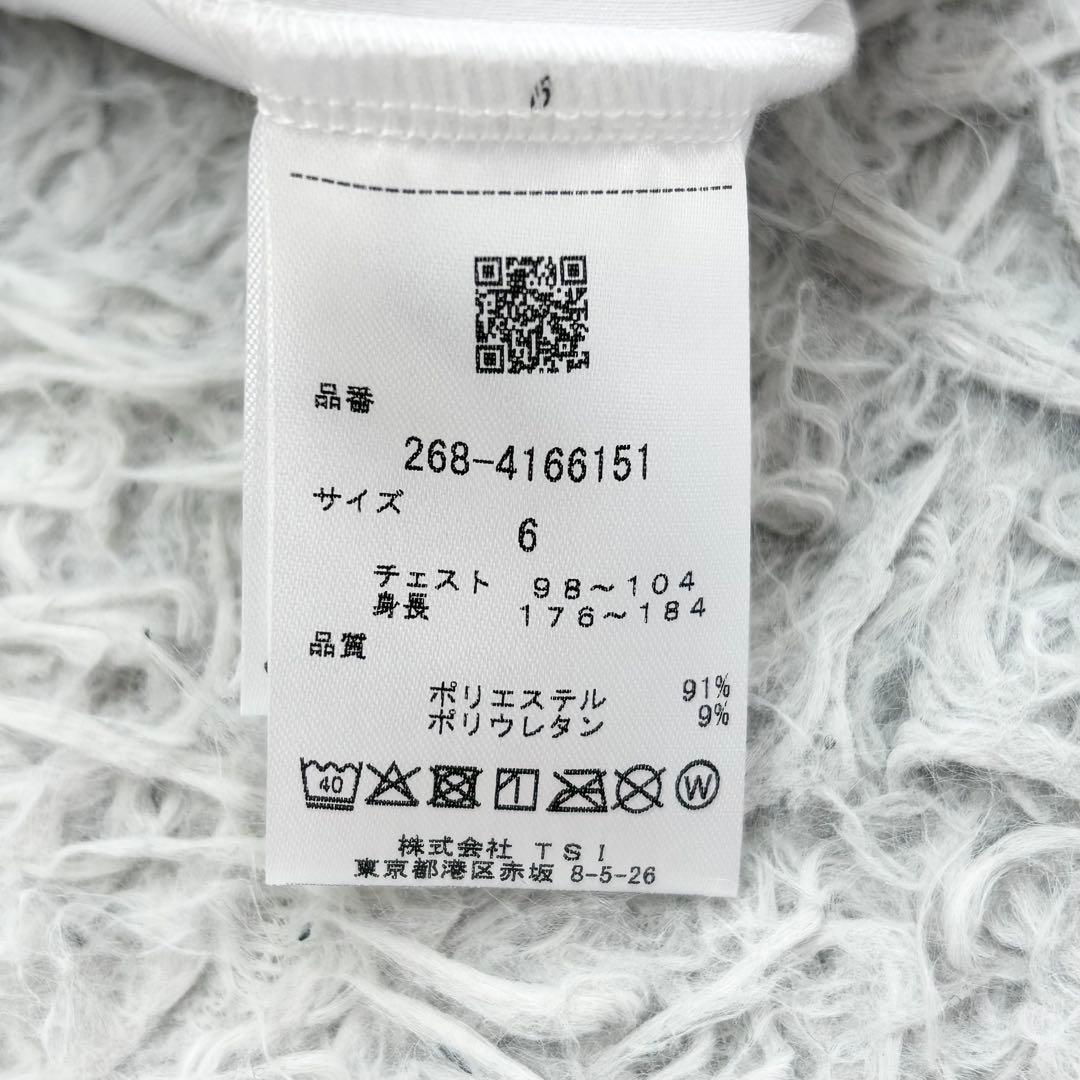 品番
268-4166151
サイズ
6
チェスト 98~104
身長 176~184
品質
ポリエステル 91%
ポリウレタン 9%
40 W
株式会社 TSI
東京都港区赤坂 8-5-26